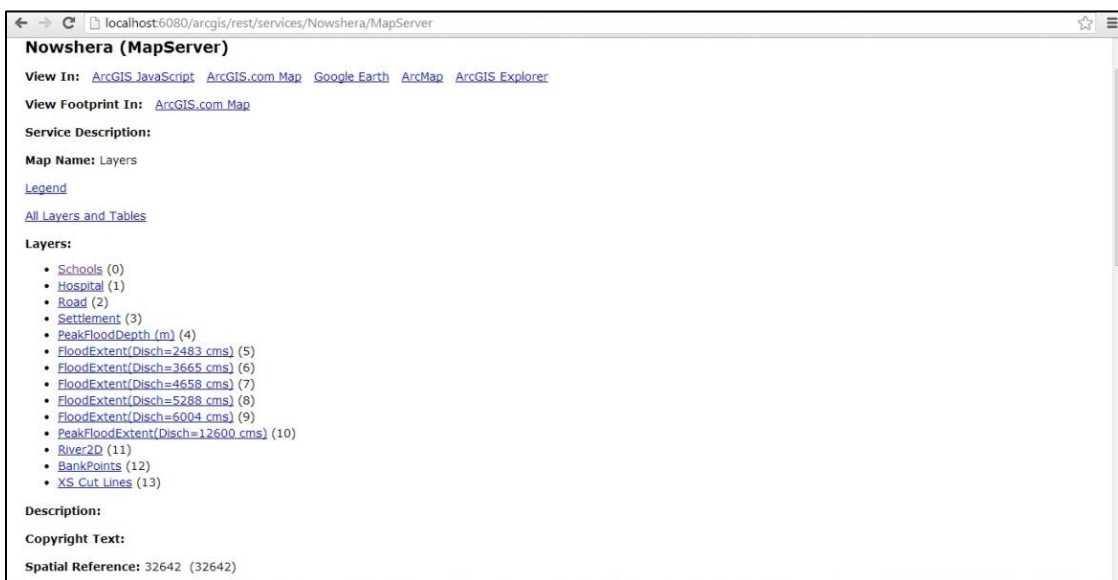 localhost:6080/arcgis/rest/services/Nowshera/MapServer
Nowshera (MapServer)
View In: ArcGIS JavaScript ArcGIS.com Map Google Earth ArcMap ArcGIS Explorer
View Footprint In: ArcGIS.com Map
Service Description:
Map Name: Layers
Legend
All Layers and Tables
Layers:
• Schools (0)
• Hospital (1)
• Road (2)
• Settlement (3)
• PeakFloodDepth (m) (4)
• FloodExtent(Disch=2483 cms) (5)
• FloodExtent(Disch=3665 cms) (6)
• FloodExtent(Disch=4658 cms) (7)
• FloodExtent(Disch=5288 cms) (8)
• FloodExtent(Disch=6004 cms) (9)
• PeakFloodExtent(Disch=12600 cms) (10)
• River2D (11)
• BankPoints (12)
• XS Cut Lines (13)
Description:
Copyright Text:
Spatial Reference: 32642 (32642)